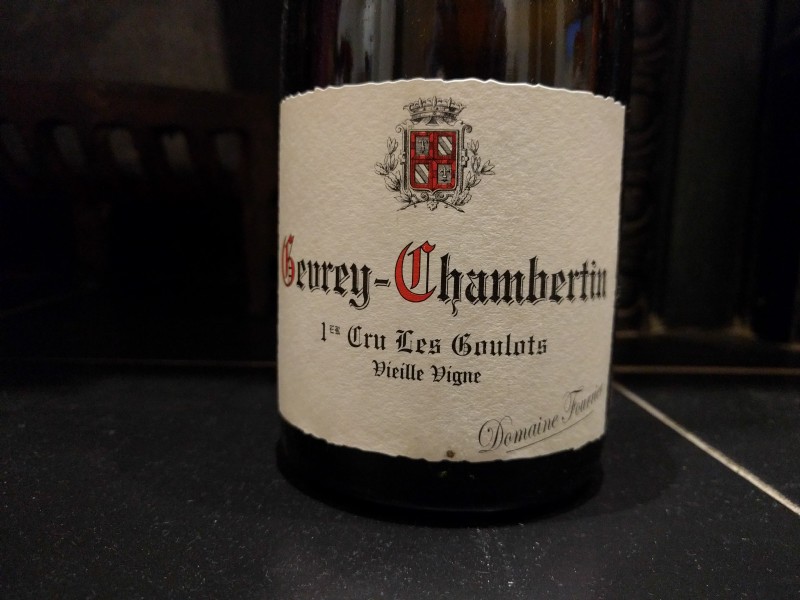 Gevrey-Chambertin
1ER Cru Les Goulots
Vieille Vigne
Domaine